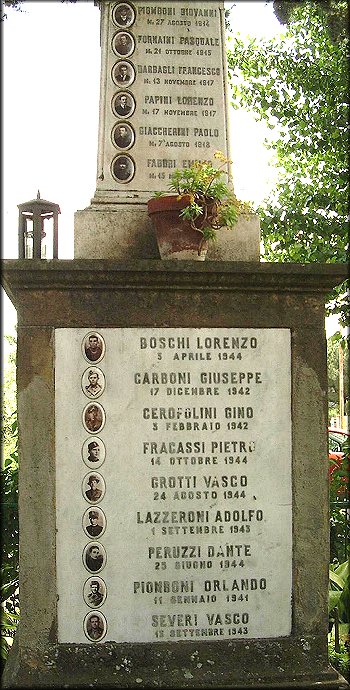 PIOMBONI GIOVANNI
M. 27 AGOSTO
FORNAINI PASQUALE
M. 21 OTTOBRE 1915
BARBAGLI FRANCESCO
M. 13 NOVEMBRE 1917
PAPINI LORENZO
M. 17 NOVEMBRE 1917
GIACCHERINI PAOLO
M. 7 AGOSTO 1918
FABBRI
BOSCHI LORENZO
5 APRILE 1944
CARBONI GIUSEPPE
17 DICEMBRE 1942
CEROFOLINI GINO
3 FEBBRAIO 1942
FRACASSI PIETRO
14 OTTOBRE 1944
GROTTI VASCO
24 AGOSTO 1944
LAZZERONI ADOLFO
1 SETTEMBRE 1943
PERUZZI DANTE
25 GIUGNO 1944
PIOMBONI ORLANDO
11 GENNAIO 1941
SEVERI VASCO
SETTEMBRE 1943